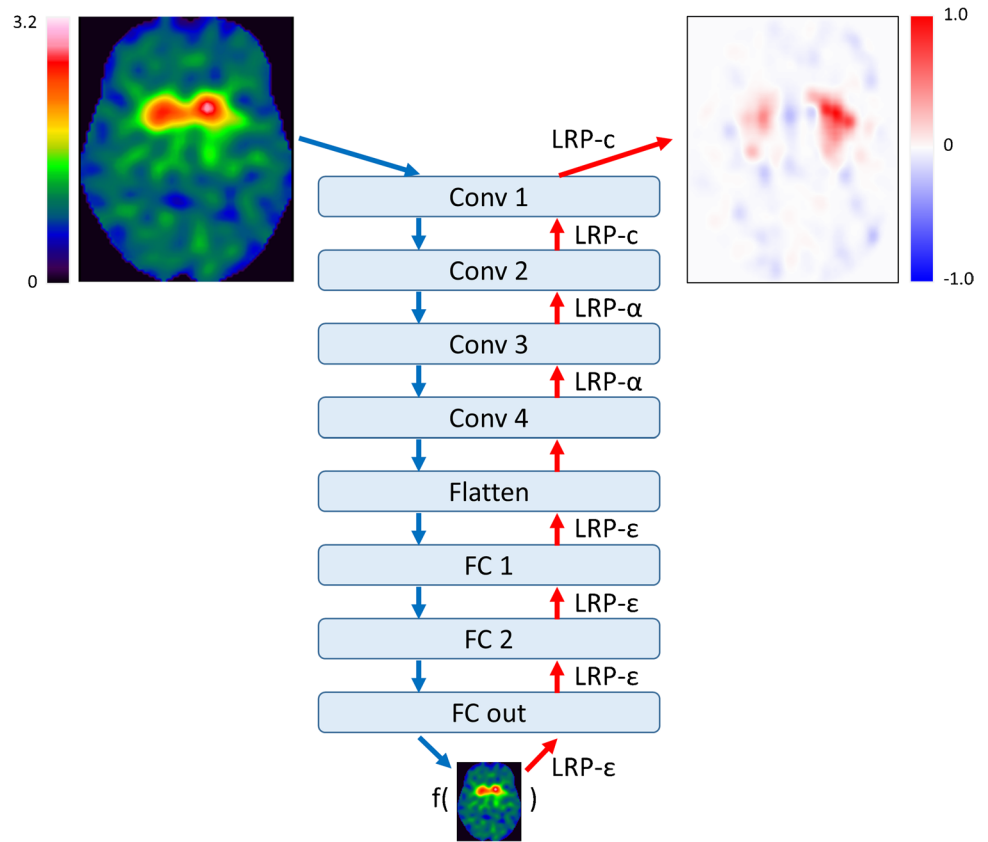 3.2
0
LRP-c
1.0
0
-1.0
Conv 1
LRP-c
Conv 2
LRP-α
Conv 3
LRP-α
Conv 4
Flatten
LRP-ε
FC 1
LRP-ε
FC 2
LRP-ε
FC out
LRP-ε
f( )